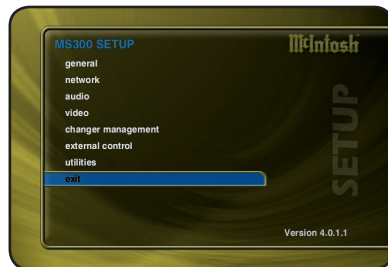 MS300 SETUP
McIntosh
general
network
audio
video
changer management
external control
utilities
exit
SETUP
Version 4.0.1.1